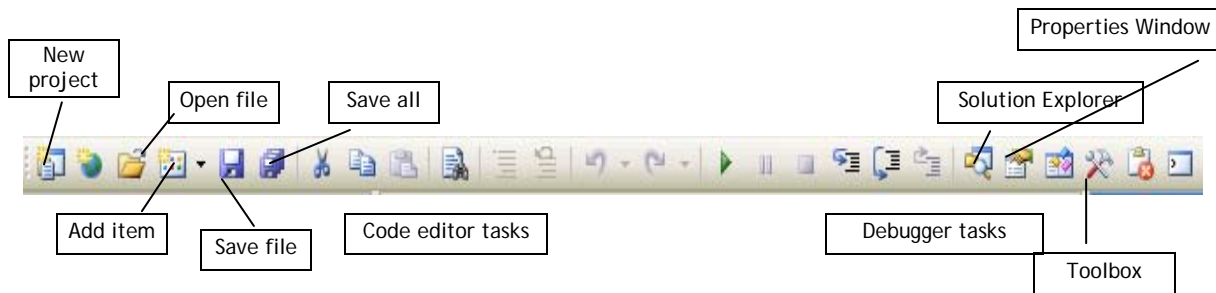 Properties Window
New
project
Open file
Save all
Solution Explorer
Add item
Save file
Code editor tasks
Debugger tasks
Toolbox